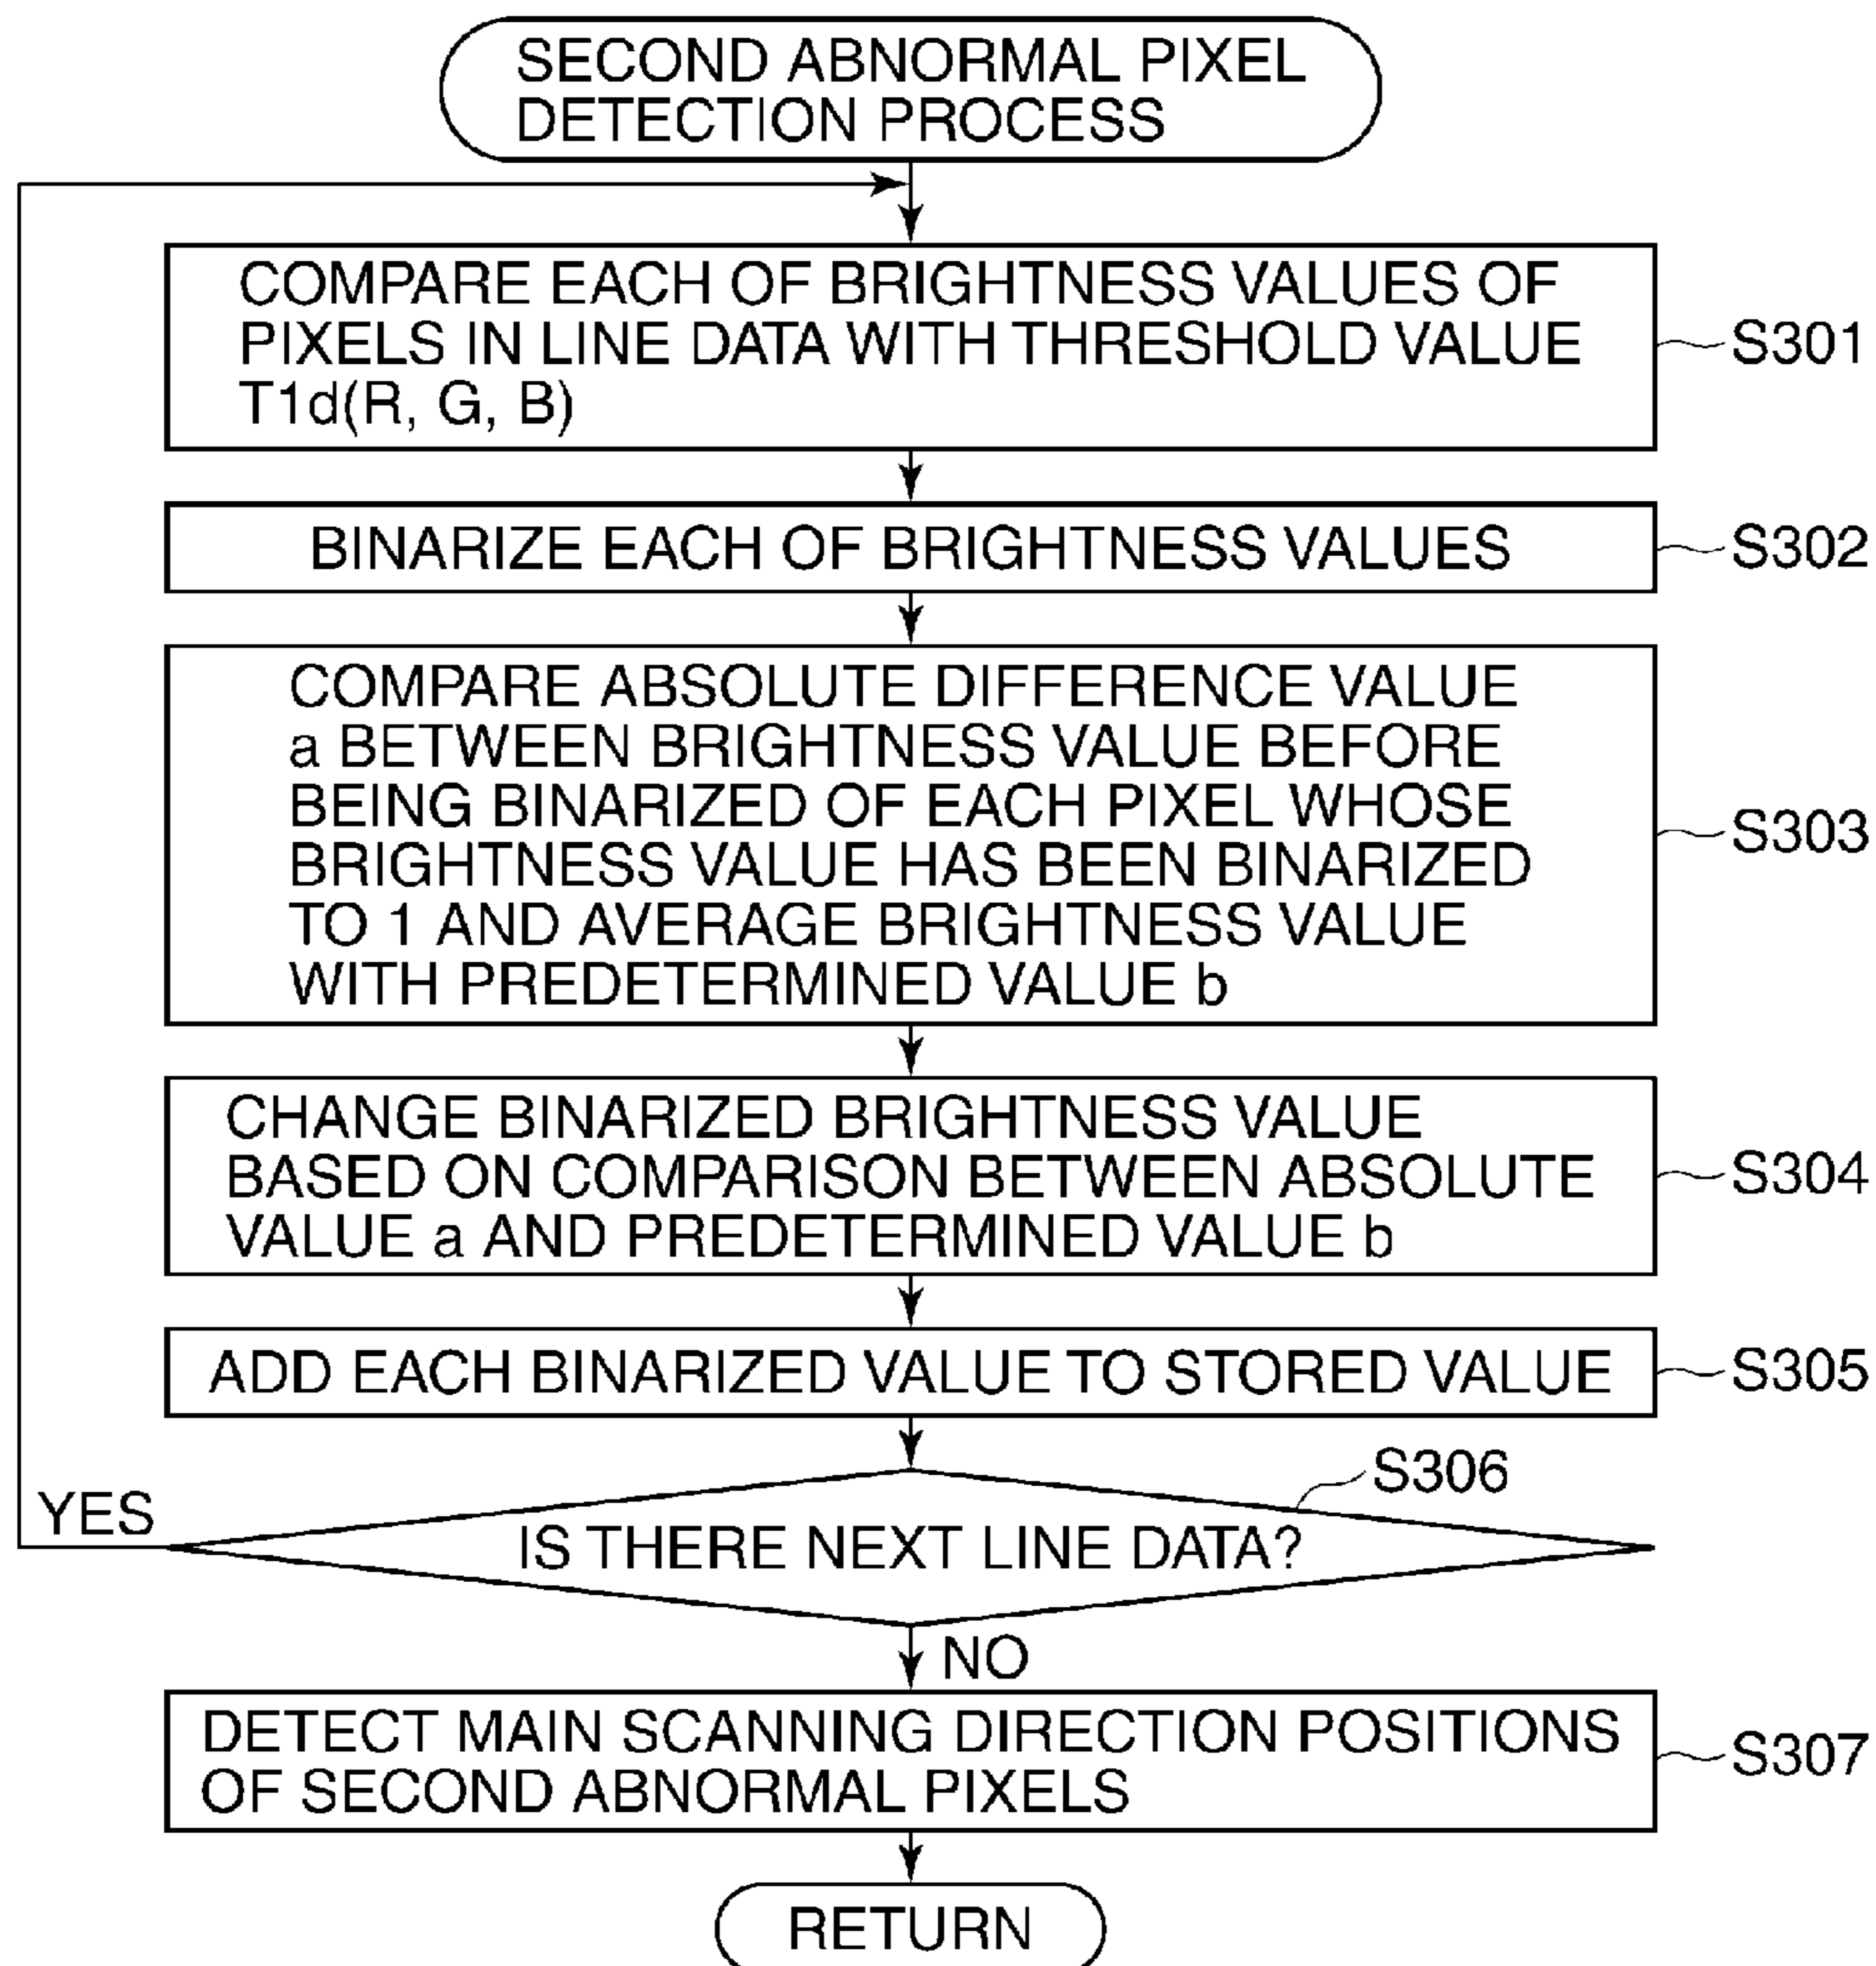 SECOND ABNORMAL PIXEL
DETECTION PROCESS
COMPARE EACH OF BRIGHTNESS VALUES OF
PIXELS IN LINE DATA WITH THRESHOLD VALUE
T1d(R, G, B)
S301
BINARIZE EACH OF BRIGHTNESS VALUES
S302
COMPARE ABSOLUTE DIFFERENCE VALUE
a BETWEEN BRIGHTNESS VALUE BEFORE
BEING BINARIZED OF EACH PIXEL WHOSE
BRIGHTNESS VALUE HAS BEEN BINARIZED
TO 1 AND AVERAGE BRIGHTNESS VALUE
WITH PREDETERMINED VALUE b
S303
CHANGE BINARIZED BRIGHTNESS VALUE
BASED ON COMPARISON BETWEEN ABSOLUTE
VALUE a AND PREDETERMINED VALUE b
S304
ADD EACH BINARIZED VALUE TO STORED VALUE
S305
S306
YES
IS THERE NEXT LINE DATA?
NO
DETECT MAIN SCANNING DIRECTION POSITIONS
OF SECOND ABNORMAL PIXELS
S307
RETURN